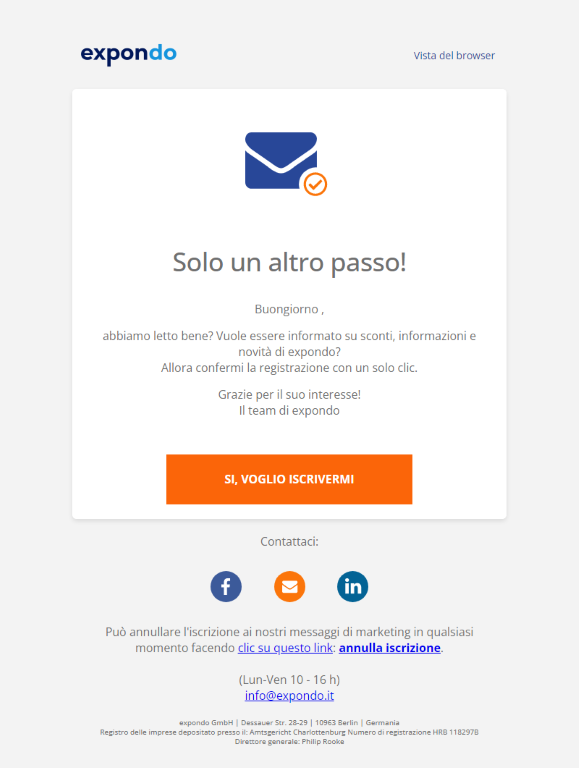 expondo
Vista del browser
Solo un altro passo!
Buongiorno ,
abbiamo letto bene? Vuole essere informato su sconti, informazioni e
novità di expondo?
Allora confermi la registrazione con un solo clic.
Grazie per il suo interesse!
Il team di expondo
SI, VOGLIO ISCRIVERMI
Contattaci:
Può annullare l'iscrizione ai nostri messaggi di marketing in qualsiasi
momento facendo clic su questo link: annulla iscrizione.
(Lun-Ven 10 - 16 h)
info@expondo.it
expondo GmbH | Dessauer Str. 28-29 | 10963 Berlin | Germania
Registro delle imprese depositato presso il: Amtsgericht Charlottenburg Numero di registrazione HRB 118297B
Direttore generale: Philip Rooke